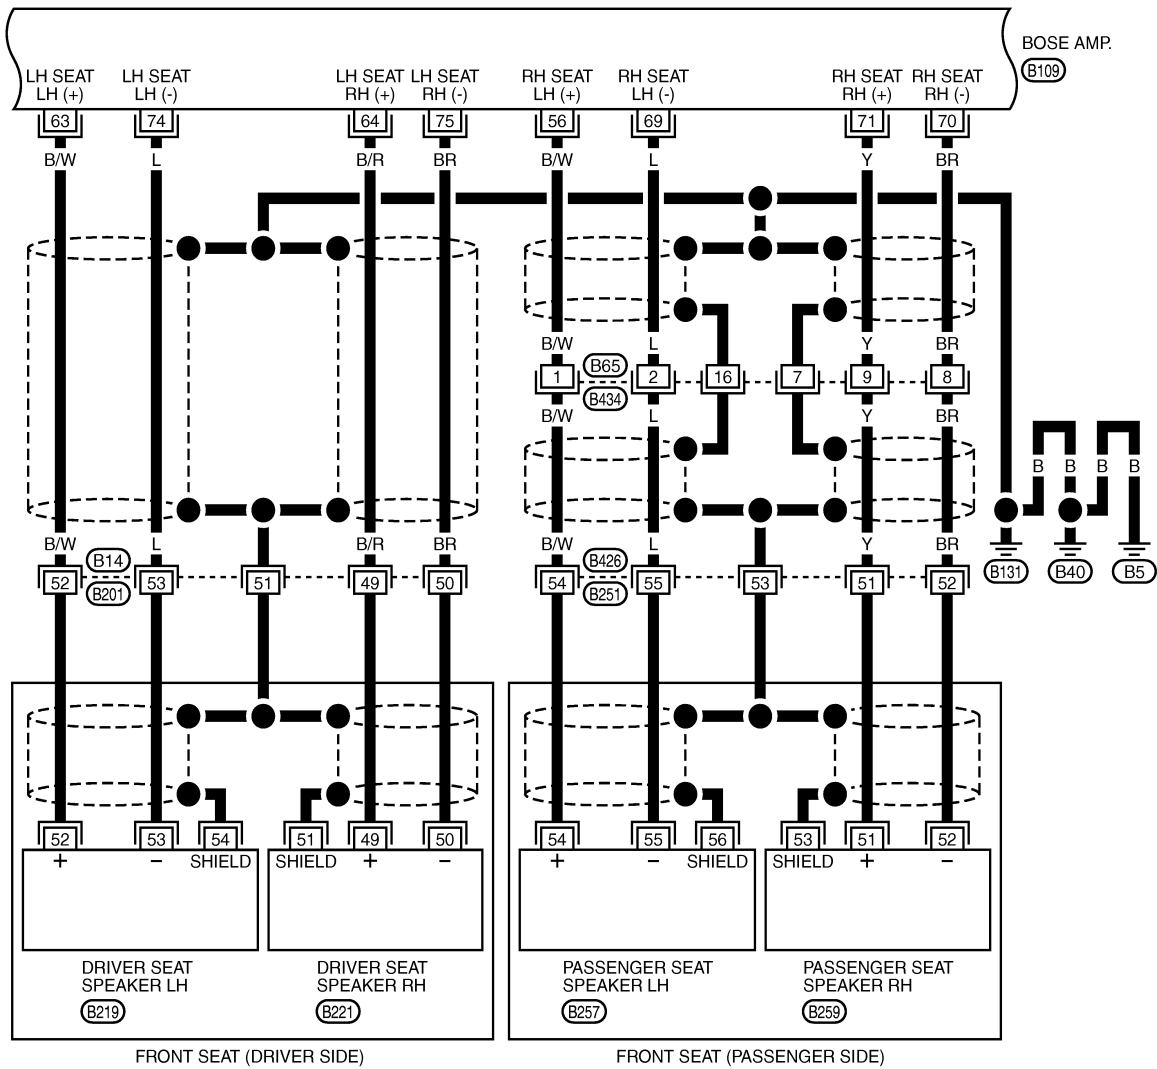 BOSE AMP.
B109
LH SEAT LH SEAT LH SEAT LH SEAT RH SEAT RH SEAT RH SEAT RH SEAT
LH (+) LH (-) RH (+) RH (-) LH (+) LH (-) RH (+) RH (-)
63 74 64 75 56 69 71 70
B/W L B/R BR B/W L Y BR
B/W L Y BR
B65
1 2 16 7 9 8
B434
B/W L Y BR
B B B B
B/W L B/R BR B/W L Y BR
B14 B426
B131 B40 B5
52 53 51 49 50 54 55 53 51 52
B201 B251
52 53 54 51 49 50 54 55 56 53 51 52
+ – SHIELD SHIELD + – + – SHIELD SHIELD + –
DRIVER SEAT DRIVER SEAT PASSENGER SEAT PASSENGER SEAT
SPEAKER LH SPEAKER RH SPEAKER LH SPEAKER RH
B219 B221 B257 B259
FRONT SEAT (DRIVER SIDE) FRONT SEAT (PASSENGER SIDE)